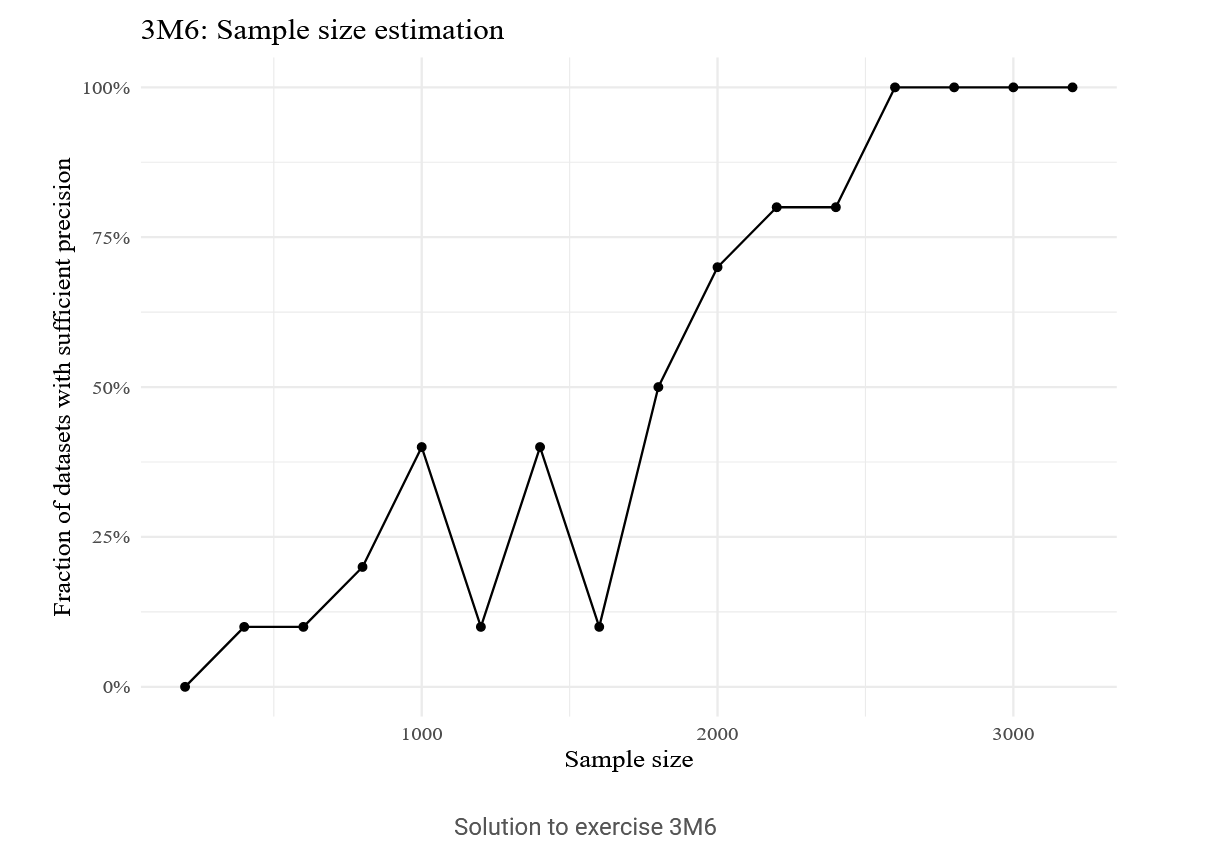 3M6: Sample size estimation
Fraction of datasets with sufficient precision
100%
75%
50%
25%
0%
1000 2000 3000
Sample size
Solution to exercise 3M6